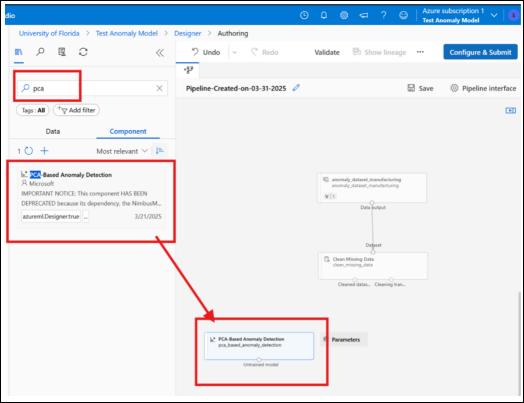 dio
Azure subscription 1
Test Anomaly Model
University of Florida
Test Anomaly Model
Designer
Authoring
Undo
Redo
Validate
Show lineage
Configure & Submit
pca
Tags : All
Add filter
Data
Component
1
Most relevant
PCA-Based Anomaly Detection
Microsoft
IMPORTANT NOTICE: This component HAS BEEN
DEPRECATED because its dependency, the NimbusM...
azureml.Designer:true
...
3/21/2025
Pipeline-Created-on-03-31-2025
Save
Pipeline interface
anomaly_dataset_manufacturing
anomaly_dataset_manufacturing
Data output
Dataset
Clean Missing Data
clean_missing_data
Cleaned datas...
Cleaning tran...
PCA-Based Anomaly Detection
pca_based_anomaly_detection
Parameters
Untrained model